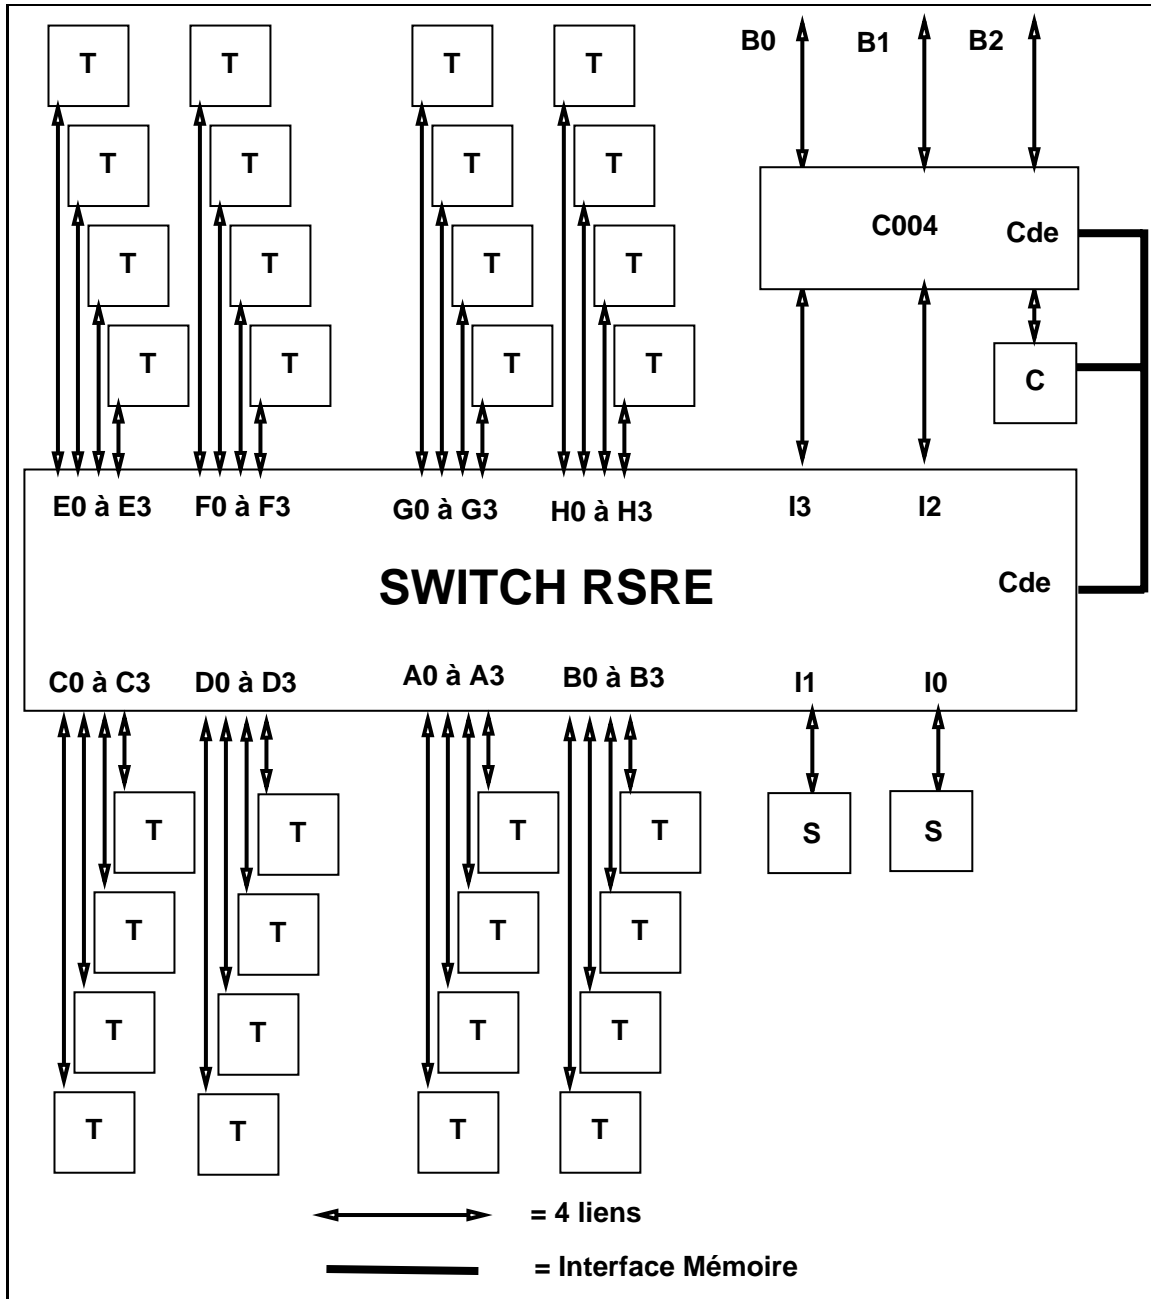 T T T T B0 B1 B2
T T T T
C004 Cde
T T T T
T T T T C
E0 à E3 F0 à F3 G0 à G3 H0 à H3 I3 I2
SWITCH RSRE Cde
C0 à C3 D0 à D3 A0 à A3 B0 à B3 I1 I0
T T T T S S
T T T T
T T T T
T T T T
= 4 liens
= Interface Mémoire